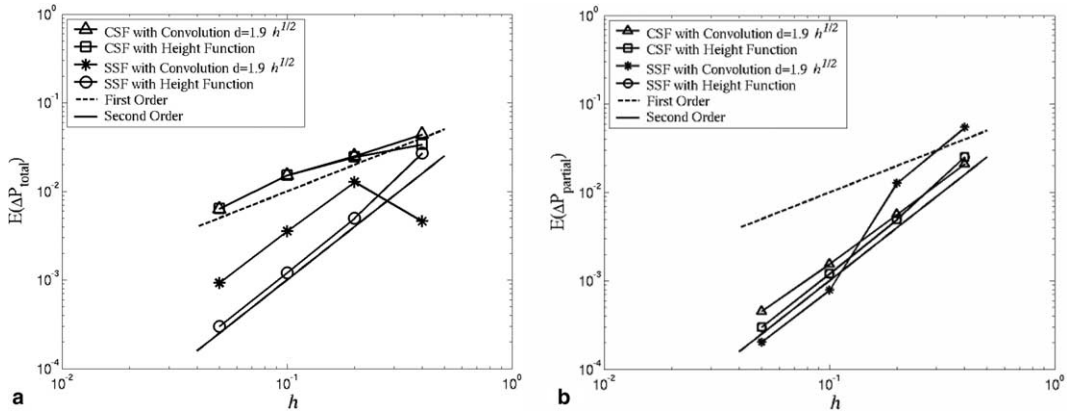 CSF with Convolution d=1.9 h^{1/2}
CSF with Height Function
SSF with Convolution d=1.9 h^{1/2}
SSF with Height Function
First Order
Second Order
10^0
10^{-1}
10^{-2}
10^{-3}
10^{-4}
E(ΔP_{total})
10^{-2}
10^{-1}
10^0
h
a
CSF with Convolution d=1.9 h^{1/2}
CSF with Height Function
SSF with Convolution d=1.9 h^{1/2}
SSF with Height Function
First Order
Second Order
10^0
10^{-1}
10^{-2}
10^{-3}
10^{-4}
E(ΔP_{partial})
10^{-2}
10^{-1}
10^0
h
b